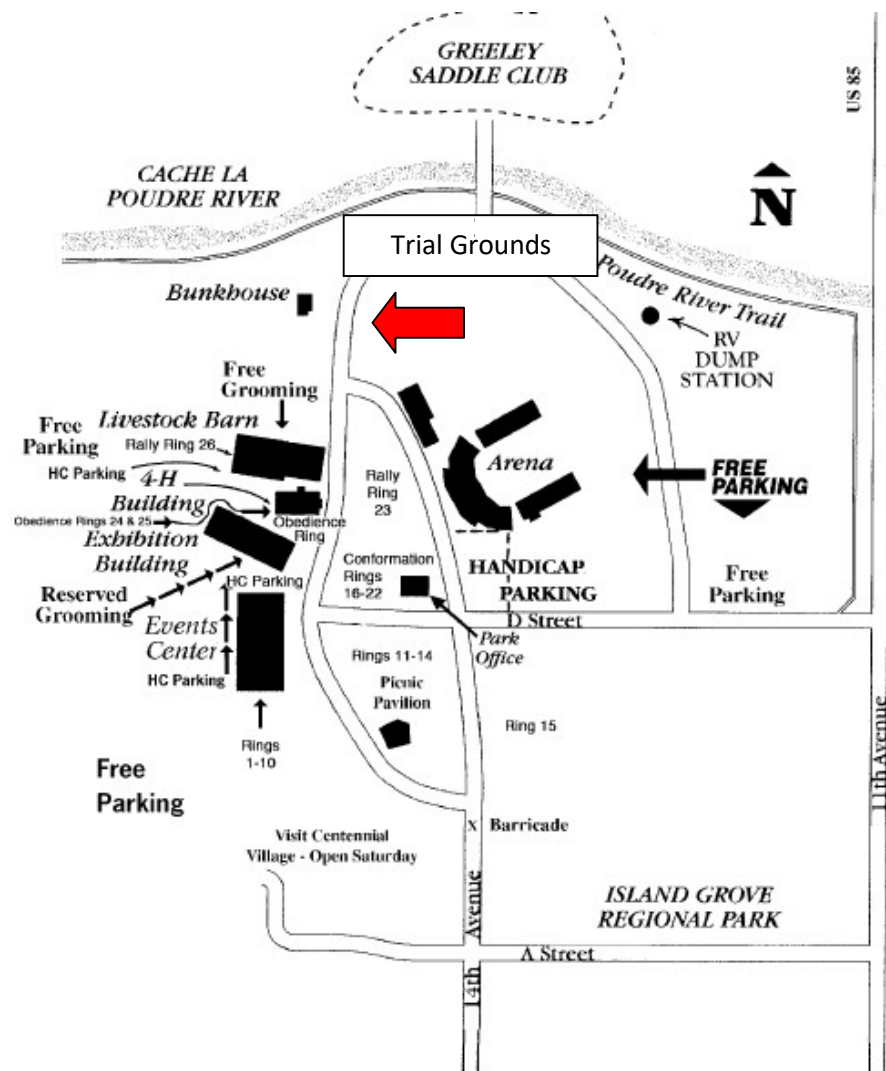 GREELEY
SADDLE CLUB
US 85
CACHE LA
POUDRE RIVER
N
Trial Grounds
Bunkhouse
Poudre River Trail
RV
DUMP
STATION
Free
Grooming
Livestock Barn
Free
Parking
Rally Ring 26
HC Parking
4-H
Building
Obedience Rings 24 & 25
Obedience
Ring
Exhibition
Building
Rally
Ring
23
Arena
FREE
PARKING
Conformation
Rings
16-22
HANDICAP
PARKING
Free
Parking
HC Parking
Reserved
Grooming
D Street
Park
Office
Events
Center
HC Parking
Rings 11-14
Picnic
Pavilion
Ring 15
Rings
1-10
Free
Parking
11th Avenue
x Barricade
Visit Centennial
Village - Open Saturday
ISLAND GROVE
REGIONAL PARK
14th Avenue
A Street